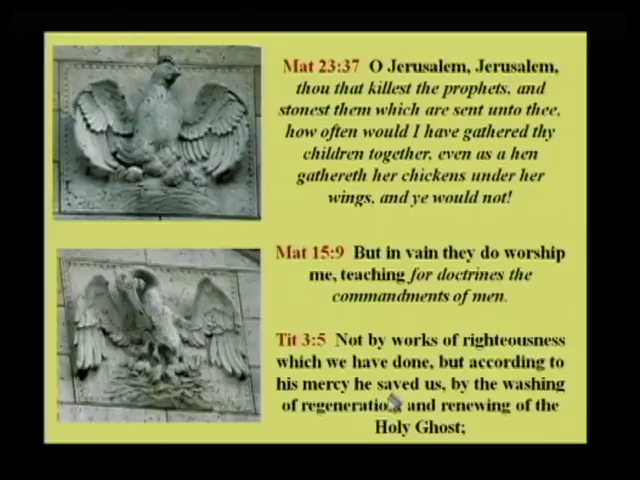 Mat 23:37 O Jerusalem, Jerusalem,
thou that killest the prophets, and
stonest them which are sent unto thee,
how often would I have gathered thy
children together, even as a hen
gathereth her chickens under her
wings, and ye would not!
Mat 15:9 But in vain they do worship
me, teaching for doctrines the
commandments of men.
Tit 3:5 Not by works of righteousness
which we have done, but according to
his mercy he saved us, by the washing
of regeneration and renewing of the
Holy Ghost;